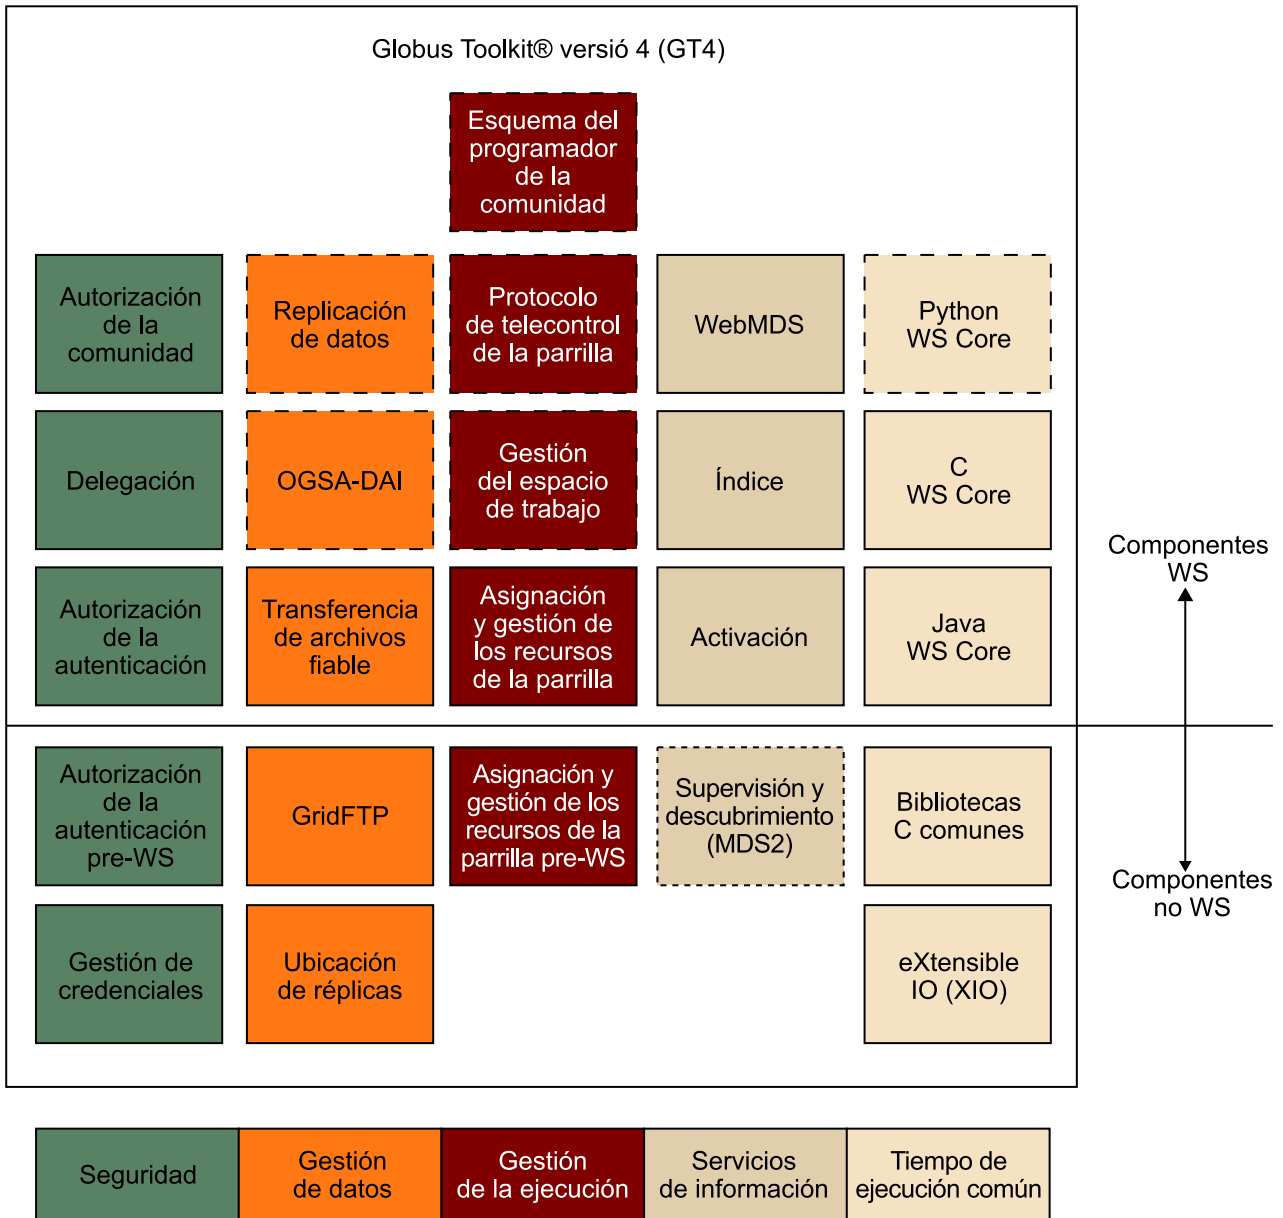 Globus Toolkit® versió 4 (GT4)
Esquema del
programador
de la
comunidad
Autorización
de la
comunidad
Replicación
de datos
Protocolo
de telecontrol
de la parrilla
WebMDS
Python
WS Core
Delegación
OGSA-DAI
Gestión
del espacio
de trabajo
Índice
C
WS Core
Autorización
de la
autenticación
Transferencia
de archivos
fiable
Asignación
y gestión de
los recursos
de la parrilla
Activación
Java
WS Core
Componentes
WS
Autorización
de la
autenticación
pre-WS
GridFTP
Asignación y
gestión de los
recursos de la
parrilla pre-WS
Supervisión y
descubrimiento
(MDS2)
Bibliotecas
C comunes
Componentes
no WS
Gestión de
credenciales
Ubicación
de réplicas
eXtensible
IO (XIO)
Seguridad
Gestión
de datos
Gestión
de la ejecución
Servicios
de información
Tiempo de
ejecución común